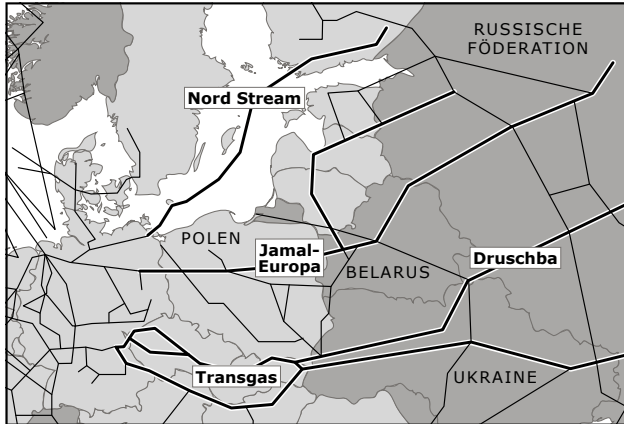 RUSSISCHE
FÖDERATION
Nord Stream
POLEN
Jamal-
Europa
BELARUS
Druschba
Transgas
UKRAINE